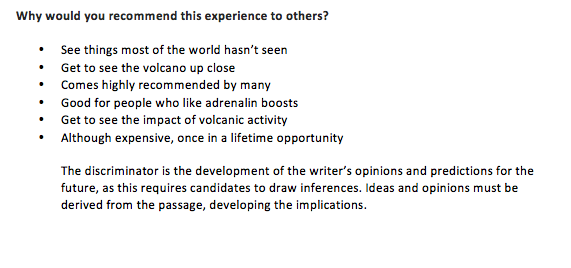 Why would you recommend this experience to others?
• See things most of the world hasn't seen
• Get to see the volcano up close
• Comes highly recommended by many
• Good for people who like adrenalin boosts
• Get to see the impact of volcanic activity
• Although expensive, once in a lifetime opportunity
The discriminator is the development of the writer's opinions and predictions for the
future, as this requires candidates to draw inferences. Ideas and opinions must be
derived from the passage, developing the implications.